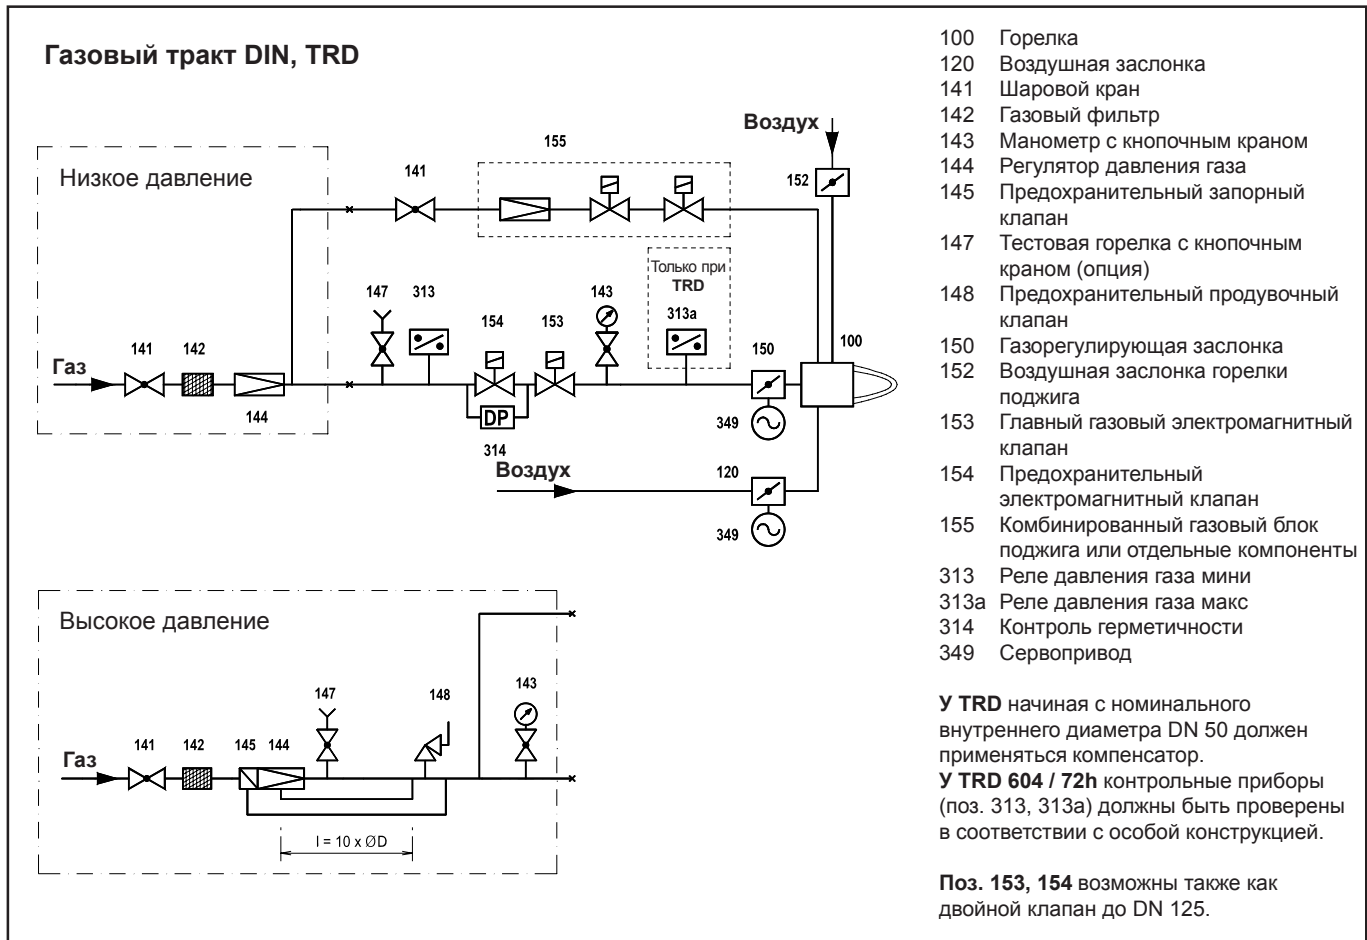 Газовый тракт DIN, TRD
Низкое давление
Воздух
155
141
152
Только при
TRD
147
313
154
153
143
313a
150
100
Газ
141
142
144
DP
314
349
Воздух
120
349
Высокое давление
147
148
143
Газ
141
142
145
144
l = 10 x ØD
100 Горелка
120 Воздушная заслонка
141 Шаровой кран
142 Газовый фильтр
143 Манометр с кнопочным краном
144 Регулятор давления газа
145 Предохранительный запорный
клапан
147 Тестовая горелка с кнопочным
краном (опция)
148 Предохранительный продувочный
клапан
150 Газорегулирующая заслонка
152 Воздушная заслонка горелки
поджига
153 Главный газовый электромагнитный
клапан
154 Предохранительный
электромагнитный клапан
155 Комбинированный газовый блок
поджига или отдельные компоненты
313 Реле давления газа мини
313a Реле давления газа макс
314 Контроль герметичности
349 Сервопривод
У TRD начиная с номинального
внутреннего диаметра DN 50 должен
применяться компенсатор.
У TRD 604 / 72h контрольные приборы
(поз. 313, 313a) должны быть проверены
в соответствии с особой конструкцией.
Поз. 153, 154 возможны также как
двойной клапан до DN 125.